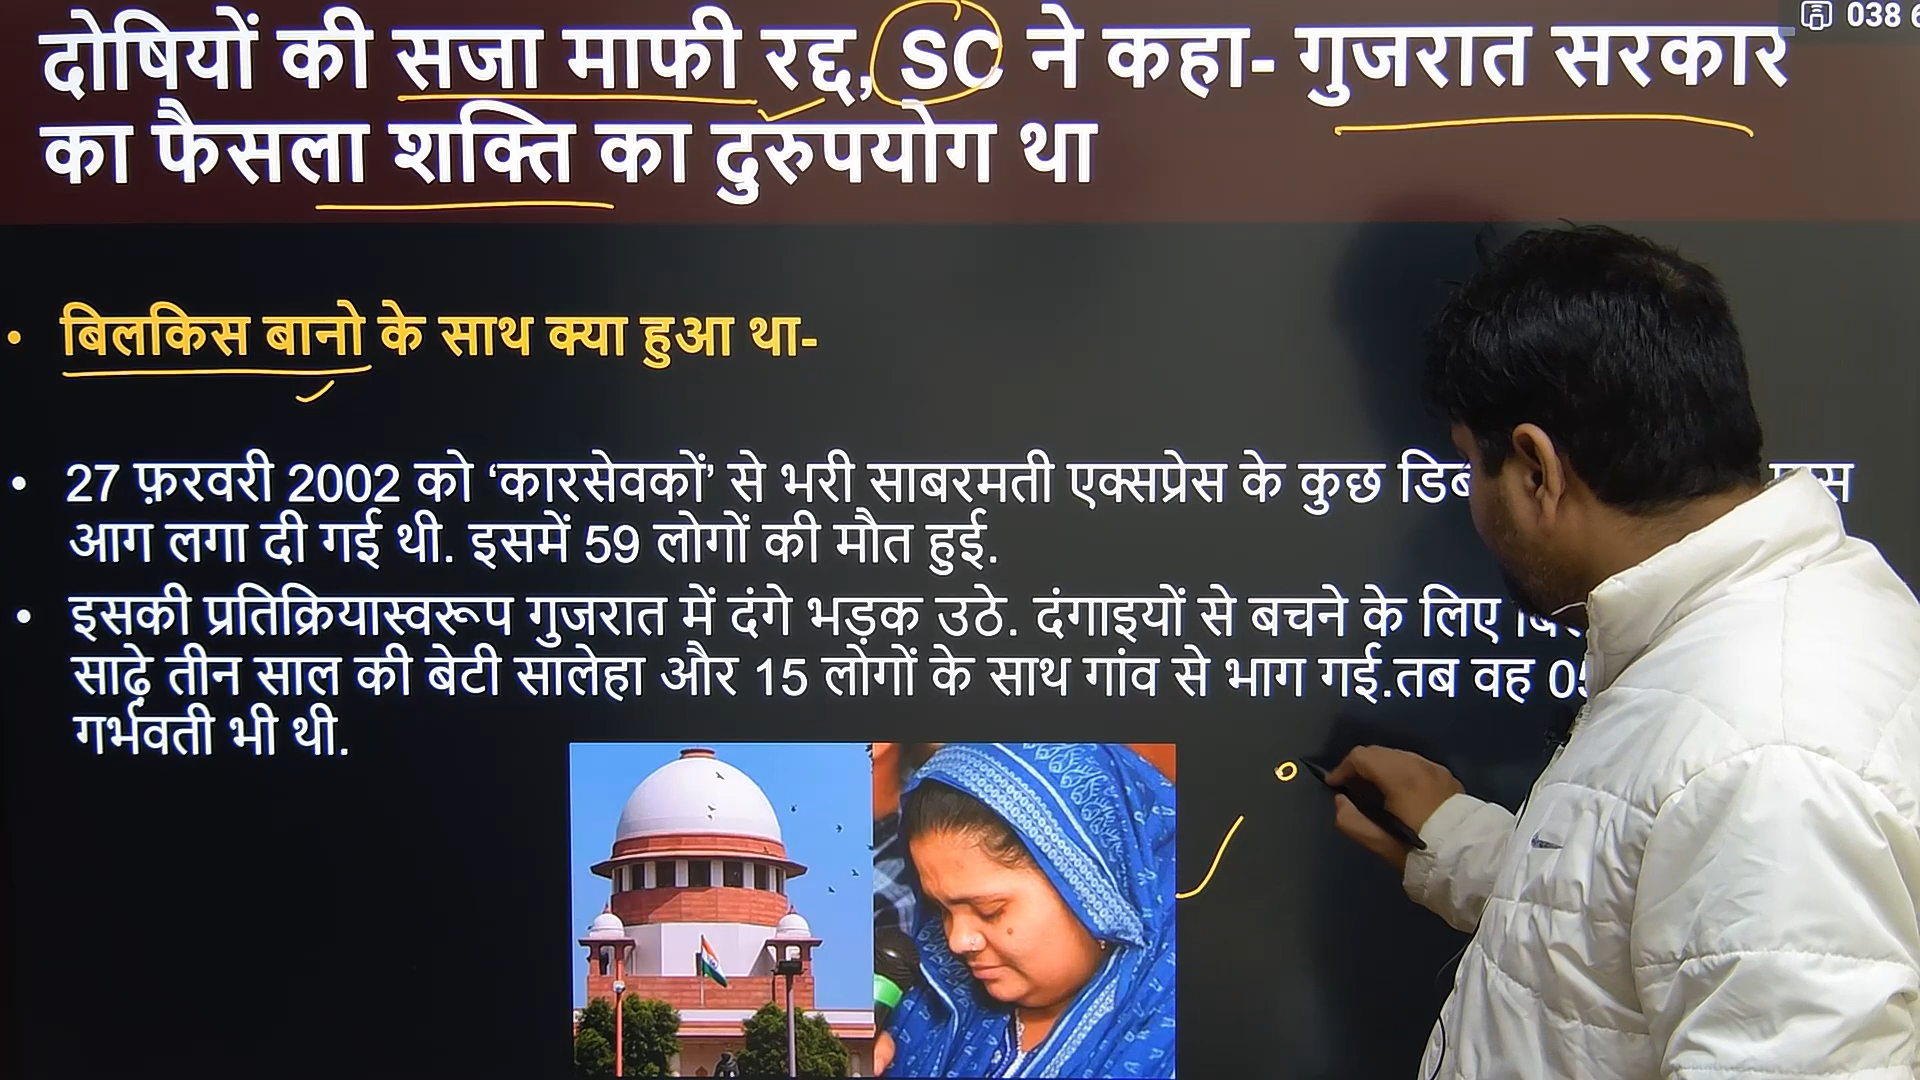 038 6
दोषियों की सजा माफी रद्द, SC ने कहा- गुजरात सरकार
का फैसला शक्ति का दुरुपयोग था
• बिलकिस बानो के साथ क्या हुआ था-
• 27 फ़रवरी 2002 को ‘कारसेवकों’ से भरी साबरमती एक्सप्रेस के कुछ
आग लगा दी गई थी. इसमें 59 लोगों की मौत हुई.
• इसकी प्रतिक्रियास्वरूप गुजरात में दंगे भड़क उठे. दंगाइयों से बचने के लिए
साढ़े तीन साल की बेटी सालेहा और 15 लोगों के साथ गांव से भाग गई.तब वह
गर्भवती भी थी.